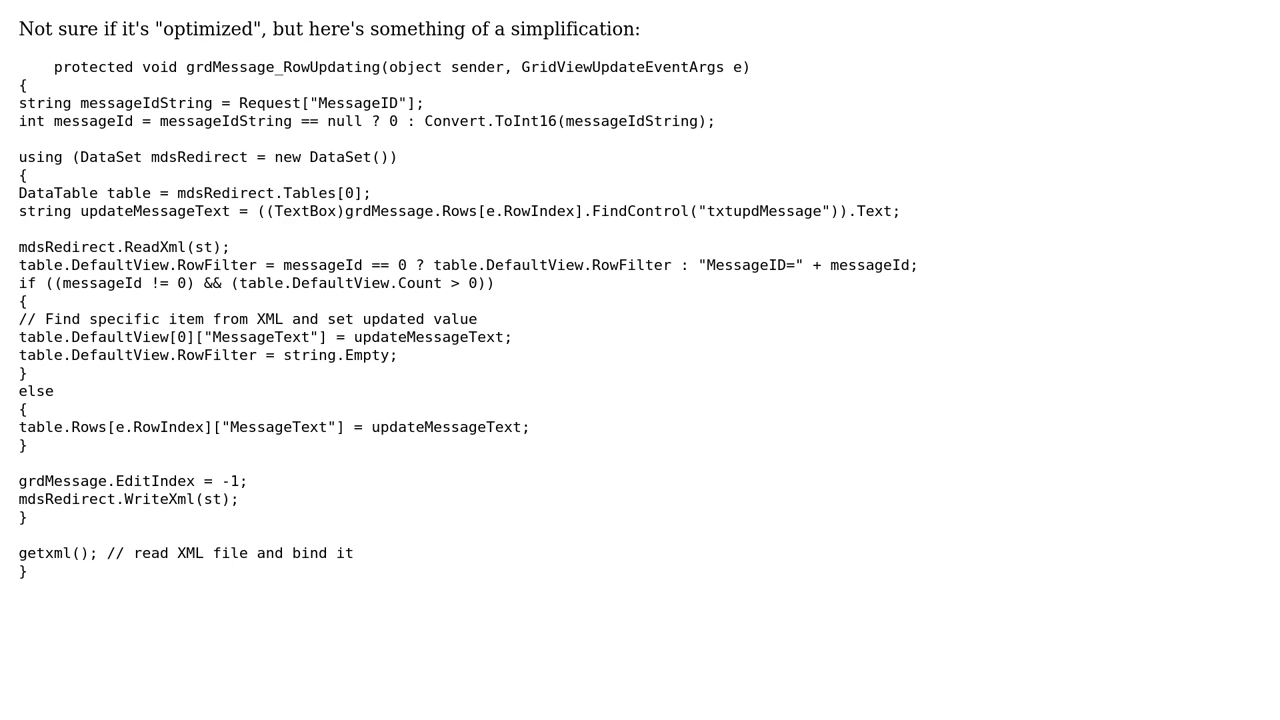 Not sure if it's "optimized", but here's something of a simplification:
    protected void grdMessage_RowUpdating(object sender, GridViewUpdateEventArgs e)
{
string messageIdString = Request["MessageID"];
int messageId = messageIdString == null ? 0 : Convert.ToInt16(messageIdString);

using (DataSet mdsRedirect = new DataSet())
{
DataTable table = mdsRedirect.Tables[0];
string updateMessageText = ((TextBox)grdMessage.Rows[e.RowIndex].FindControl("txtupdMessage")).Text;

mdsRedirect.ReadXml(st);
table.DefaultView.RowFilter = messageId == 0 ? table.DefaultView.RowFilter : "MessageID=" + messageId;
if ((messageId != 0) && (table.DefaultView.Count > 0))
{
// Find specific item from XML and set updated value
table.DefaultView[0]["MessageText"] = updateMessageText;
table.DefaultView.RowFilter = string.Empty;
}
else
{
table.Rows[e.RowIndex]["MessageText"] = updateMessageText;
}

grdMessage.EditIndex = -1;
mdsRedirect.WriteXml(st);
}

getxml(); // read XML file and bind it
}